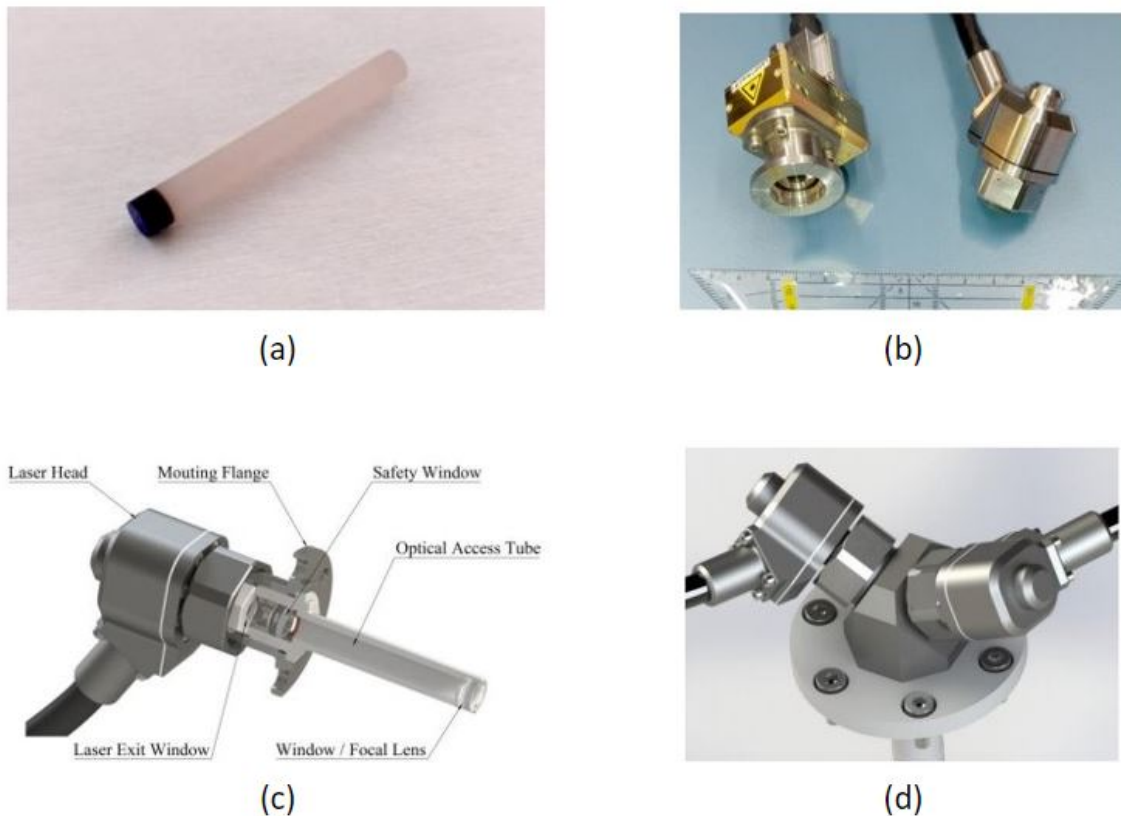 (a)
(b)
Laser Head
Mouting Flange
Safety Window
Optical Access Tube
Laser Exit Window
Window / Focal Lens
(c)
(d)